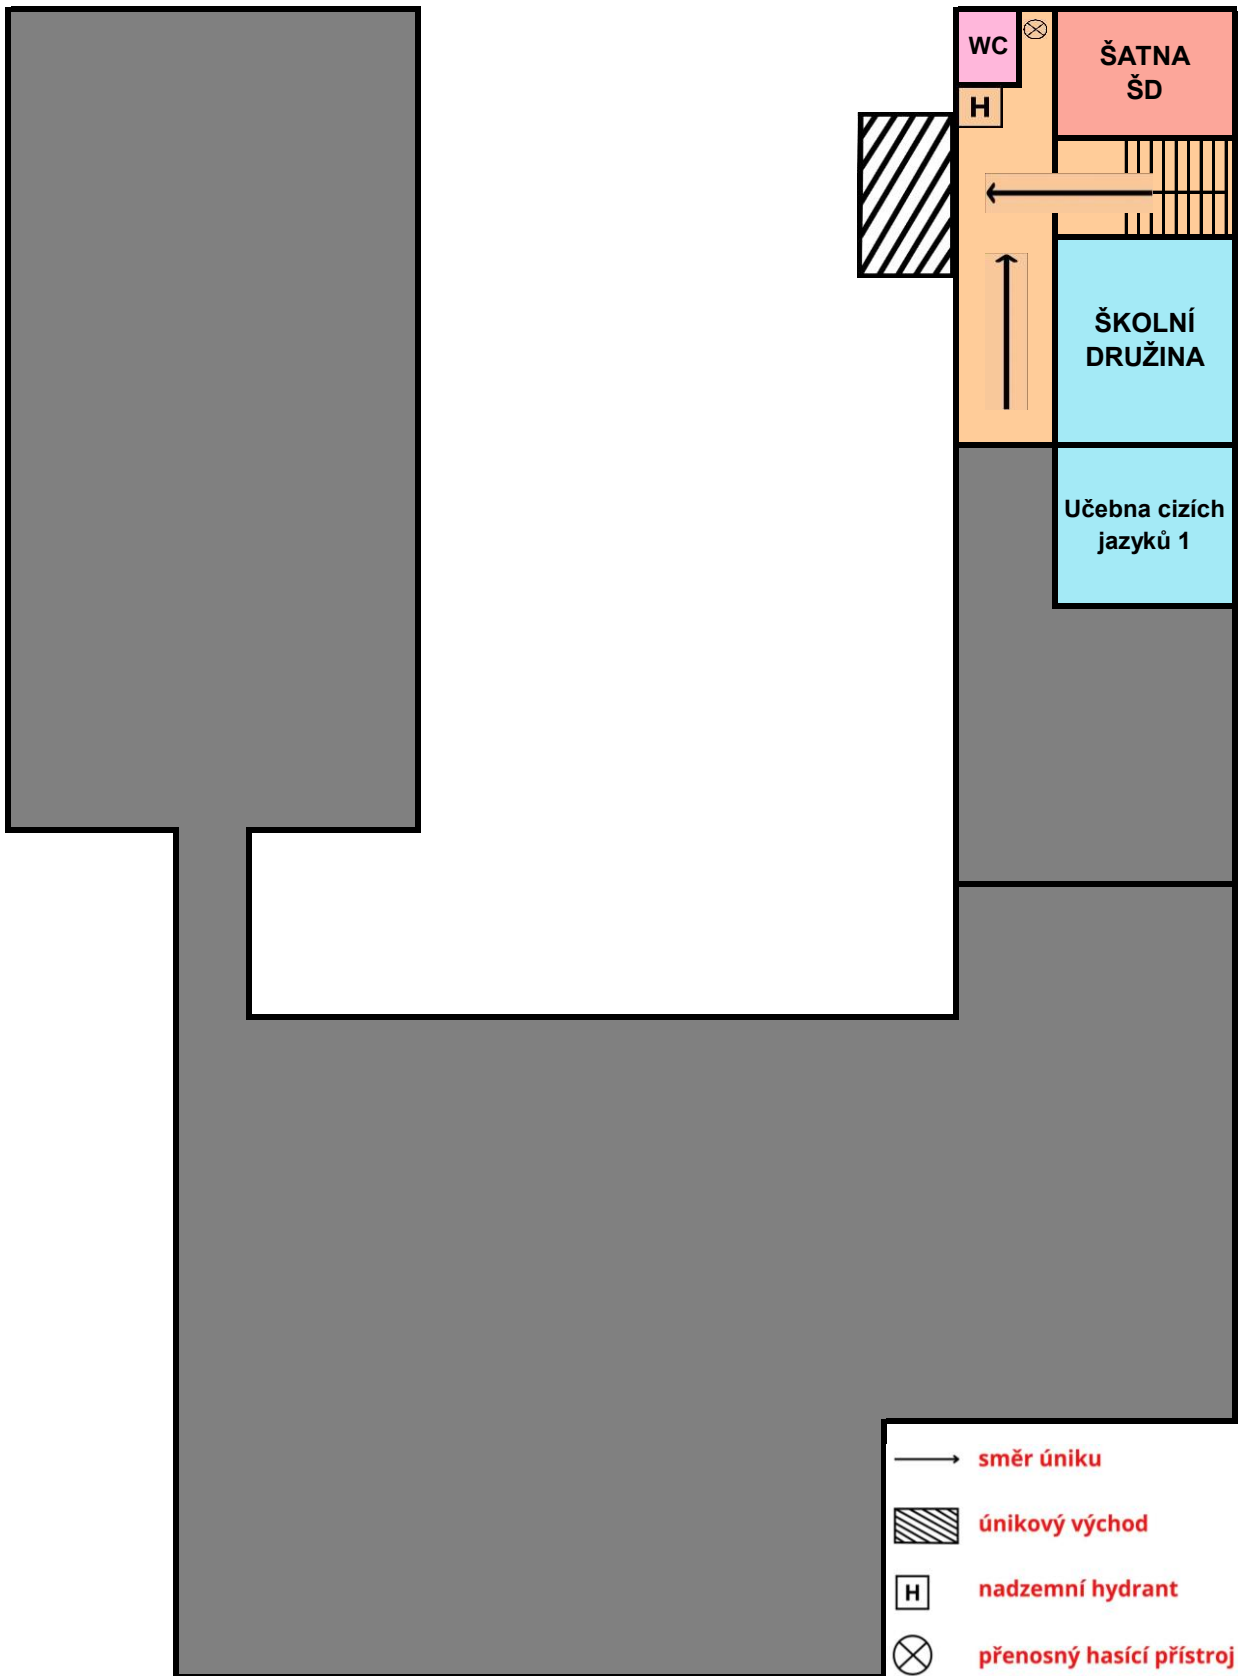 WC
ŠATNA
ŠD
H
ŠKOLNÍ
DRUŽINA
Učebna cizích
jazyků 1
směr úniku
únikový východ
H nadzemní hydrant
přenosný hasící přístroj